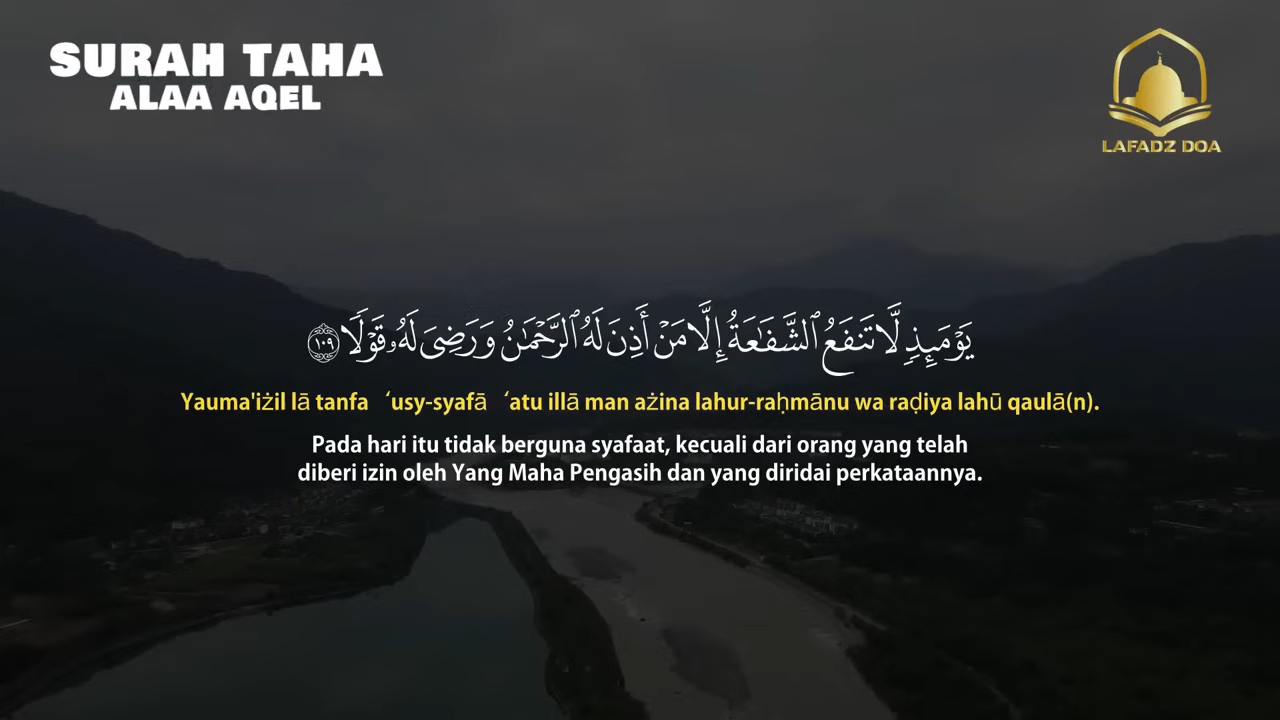 SURAH TAHA
ALAA AQEL
LAFADZ DOA
يَوْمَئِذٍ لَّا تَنفَعُ ٱلشَّفَٰعَةُ إِلَّا مَنْ أَذِنَ لَهُ ٱلرَّحْمَٰنُ وَرَضِىَ لَهُۥ قَوْلًا ١٠٩
Yauma'iżil lā tanfa ‘usy-syafā ‘atu illā man ażina lahur-raḥmānu wa raḍiya lahū qaulā(n).
Pada hari itu tidak berguna syafaat, kecuali dari orang yang telah
diberi izin oleh Yang Maha Pengasih dan yang diridai perkataannya.